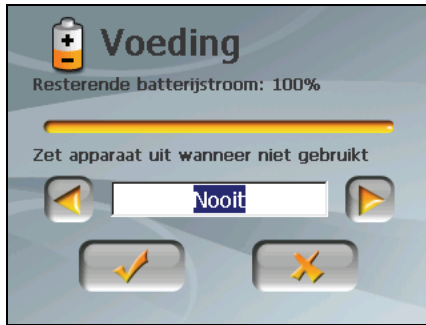 Voeding
Resterende batterijstroom: 100%
Zet apparaat uit wanneer niet gebruikt
Nooit